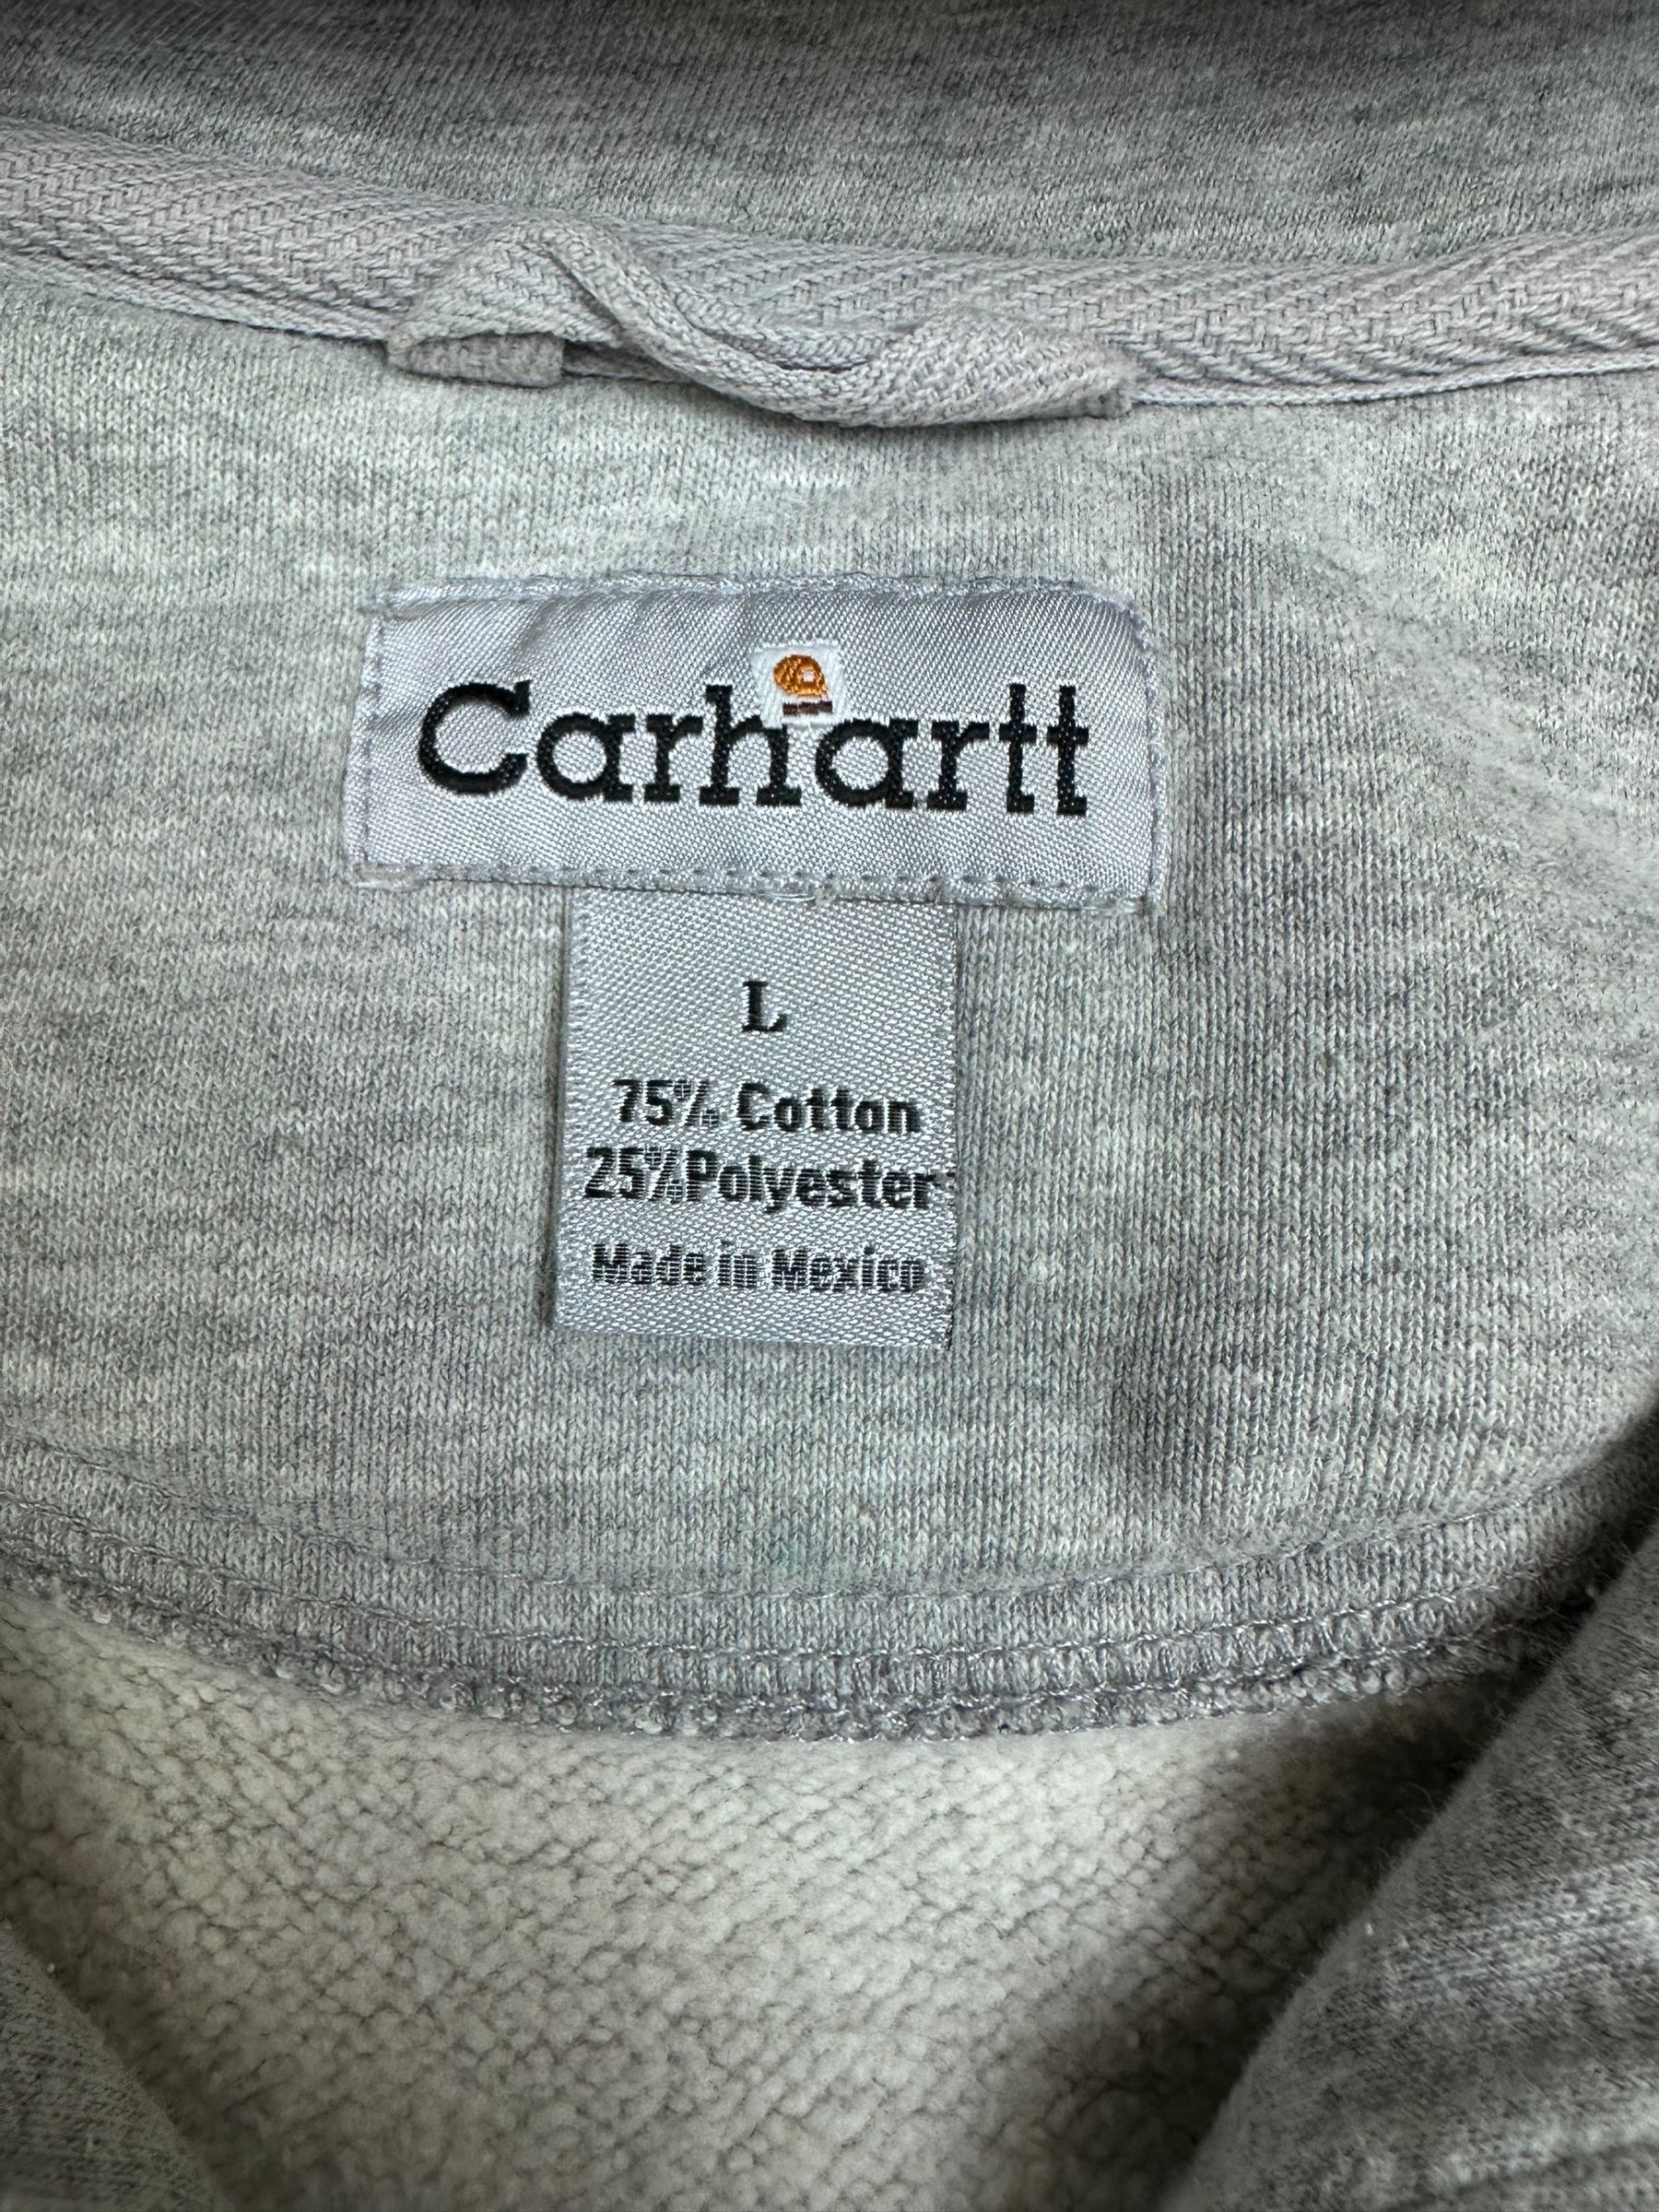 Carhartt
L
75% Cotton
25%Polyester
Made in Mexico